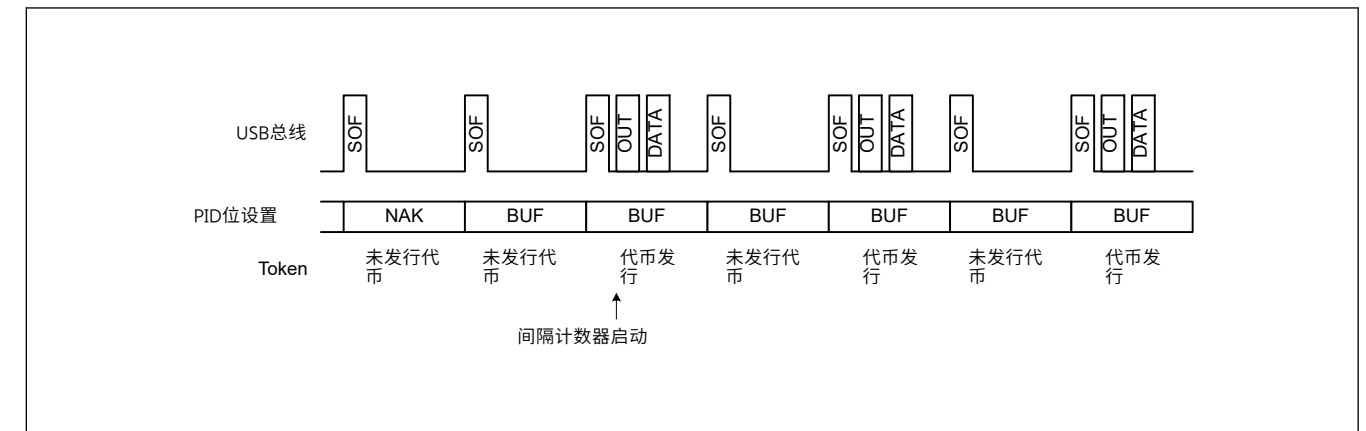 USB总线
SOF SOF SOF OUT DATA SOF SOF OUT DATA SOF SOF OUT DATA
PID位设置 NAK BUF BUF BUF BUF BUF BUF
Token 未发行代币 未发行代币 代币发行 未发行代币 代币发行 未发行代币 代币发行
间隔计数器启动